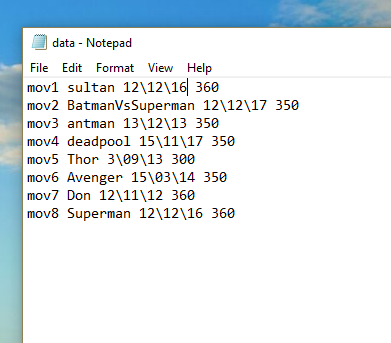 data - Notepad
File Edit Format View Help
mov1 sultan 12\12\16 360
mov2 BatmanVsSuperman 12\12\17 350
mov3 antman 13\12\13 350
mov4 deadpool 15\11\17 350
mov5 Thor 3\09\13 300
mov6 Avenger 15\03\14 350
mov7 Don 12\11\12 360
mov8 Superman 12\12\16 360